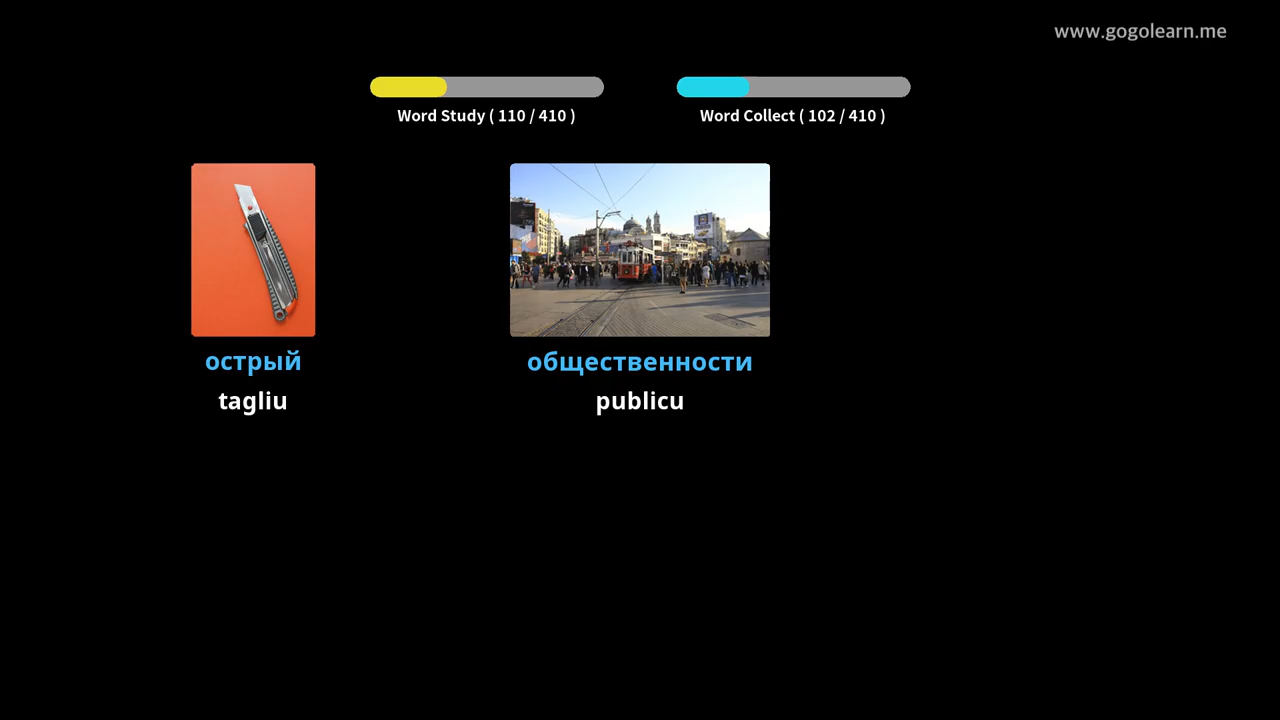 www.gogolearn.me
Word Study ( 110 / 410 )
Word Collect ( 102 / 410 )
острый
tagliu
общественности
publicu